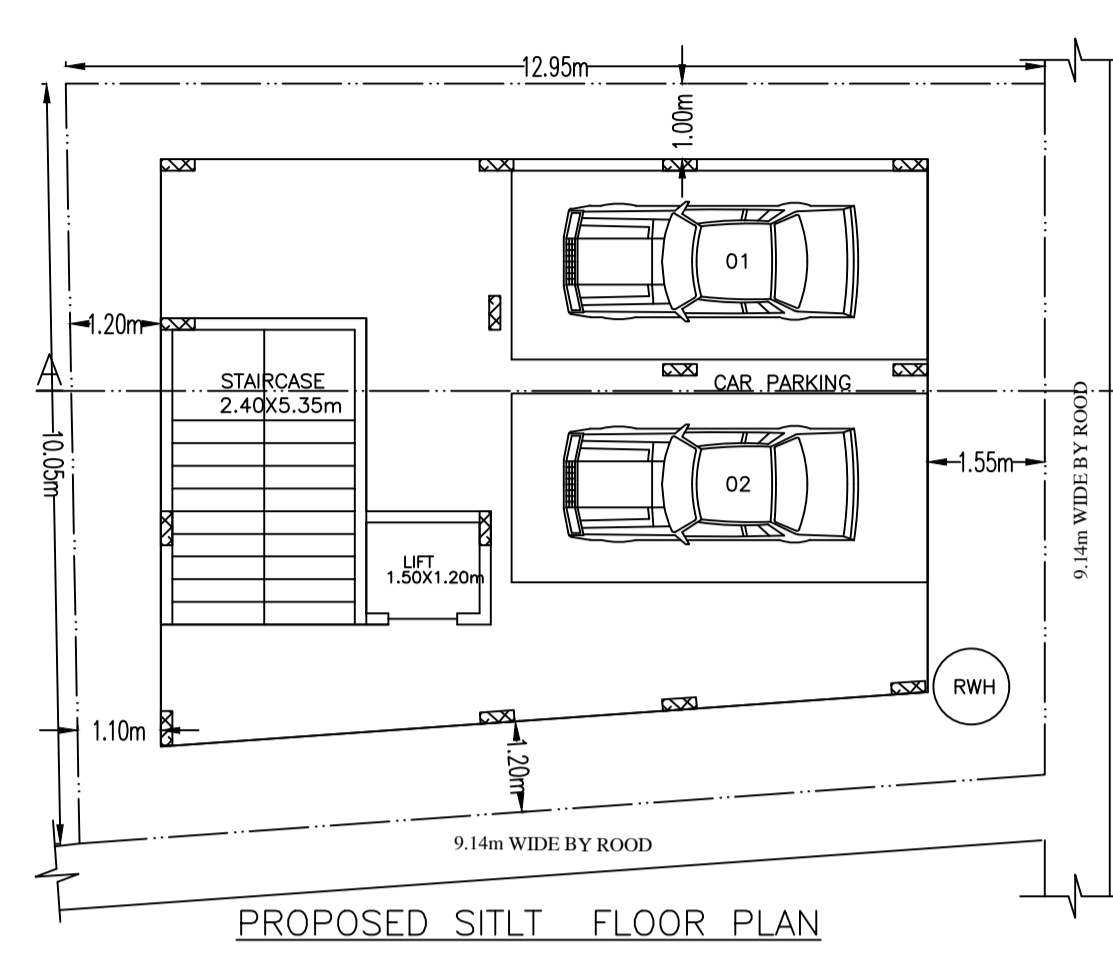 12.95m
1.00m
01
1.20m
A
STAIRCASE
2.40X5.35m
CAR PARKING
10.05m
1.55m
9.14m WIDE BY ROOD
02
LIFT
1.50X1.20m
RWH
1.10m
1.20m
9.14m WIDE BY ROOD
PROPOSED SITLT FLOOR PLAN